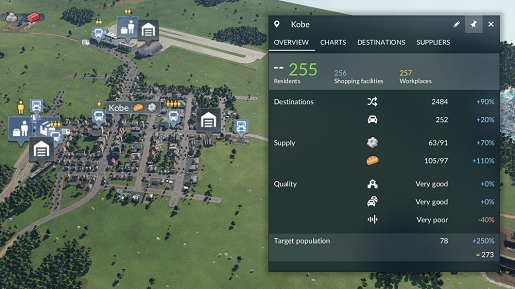 Kobe
Kobe
OVERVIEW CHARTS DESTINATIONS SUPPLIERS
-- 255 256 257
Residents Shopping facilities Workplaces
Destinations 2484 +90%
252 +20%
Supply 63/91 +70%
105/97 +110%
Quality Very good +0%
Very good +0%
Very poor -40%
Target population 78 +250%
= 273